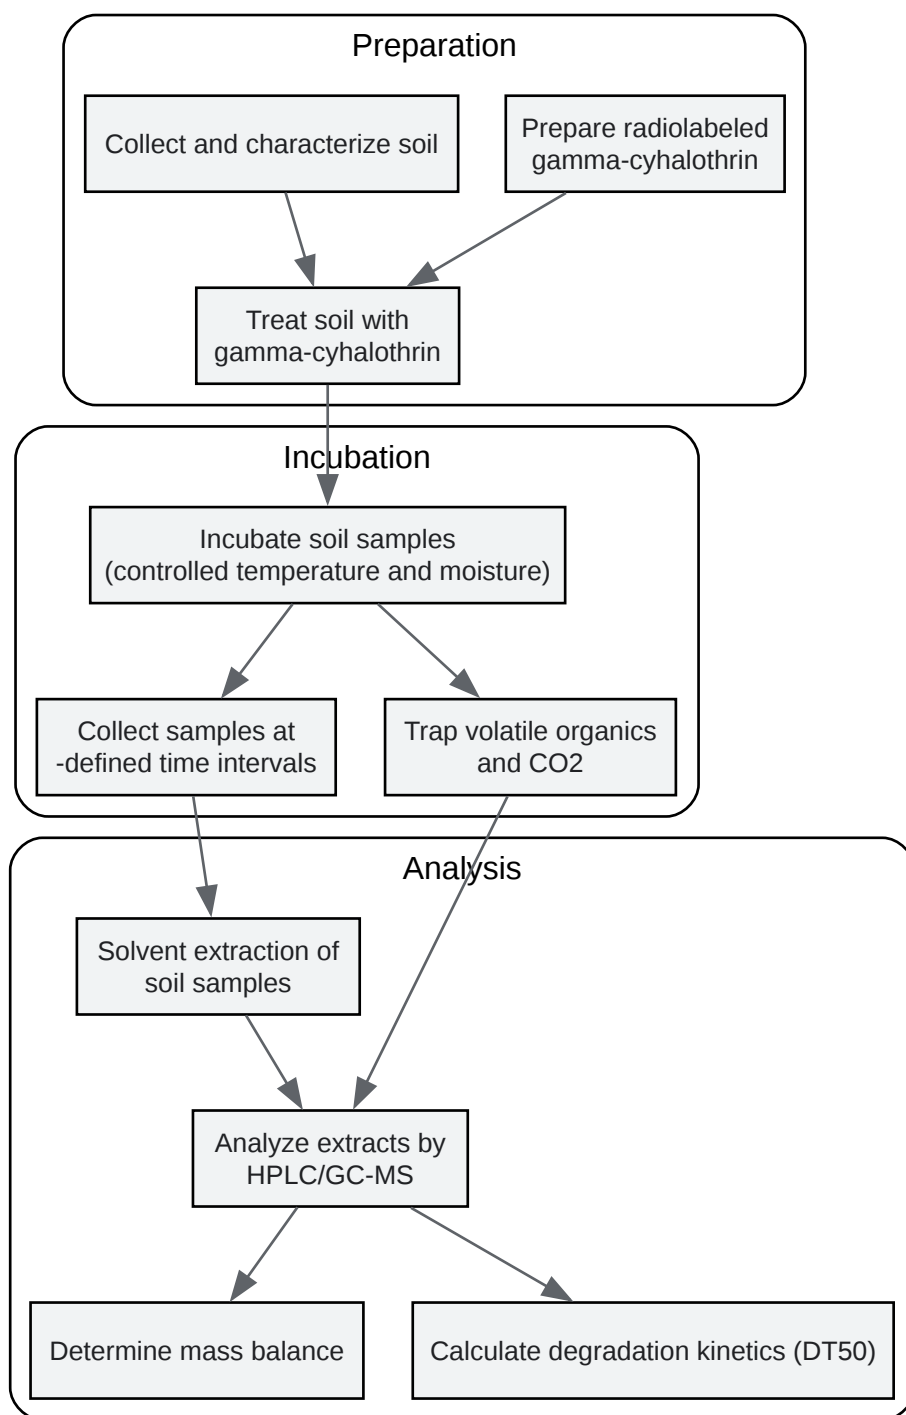 Preparation
Collect and characterize soil
Prepare radiolabeled
gamma-cyhalothrin
Treat soil with
gamma-cyhalothrin
Incubation
Incubate soil samples
(controlled temperature and moisture)
Collect samples at
-defined time intervals
Trap volatile organics
and CO2
Analysis
Solvent extraction of
soil samples
Analyze extracts by
HPLC/GC-MS
Determine mass balance
Calculate degradation kinetics (DT50)